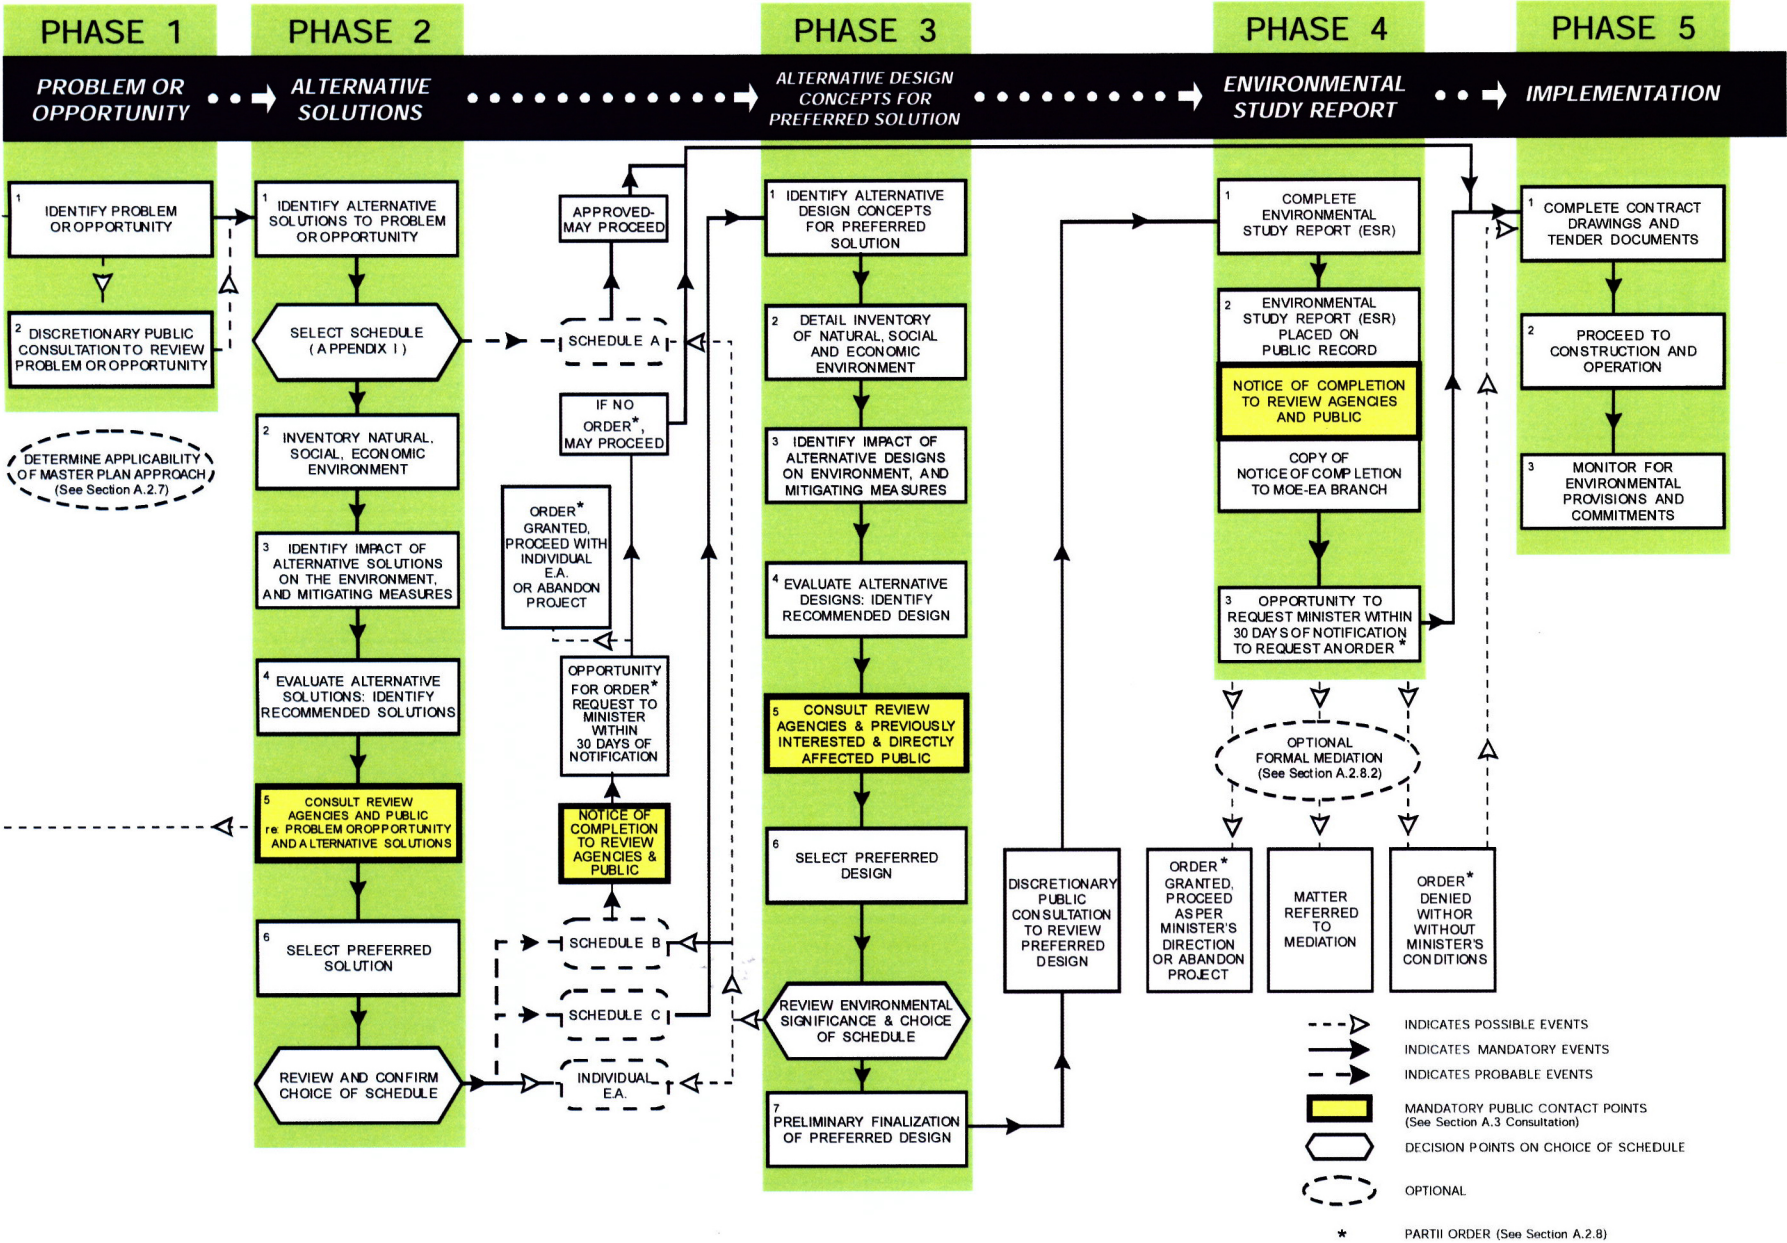 PHASE 1
PHASE 2
PHASE 3
PHASE 4
PHASE 5
PROBLEM OR
OPPORTUNITY
ALTERNATIVE
SOLUTIONS
ALTERNATIVE DESIGN
CONCEPTS FOR
PREFERRED SOLUTION
ENVIRONMENTAL
STUDY REPORT
IMPLEMENTATION
1
IDENTIFY PROBLEM
OR OPPORTUNITY
2
DISCRETIONARY PUBLIC
CONSULTATION TO REVIEW
PROBLEM OR OPPORTUNITY
DETERMINE APPLICABILITY
OF MASTER PLAN APPROACH
(See Section A.2.7)
1
IDENTIFY ALTERNATIVE
SOLUTIONS TO PROBLEM
OR OPPORTUNITY
SELECT SCHEDULE
(APPENDIX I)
2
INVENTORY NATURAL,
SOCIAL, ECONOMIC
ENVIRONMENT
3
IDENTIFY IMPACT OF
ALTERNATIVE SOLUTIONS
ON THE ENVIRONMENT,
AND MITIGATING MEASURES
4
EVALUATE ALTERNATIVE
SOLUTIONS: IDENTIFY
RECOMMENDED SOLUTIONS
5
CONSULT REVIEW
AGENCIES AND PUBLIC
re: PROBLEM OR OPPORTUNITY
AND ALTERNATIVE SOLUTIONS
6
SELECT PREFERRED
SOLUTION
REVIEW AND CONFIRM
CHOICE OF SCHEDULE
APPROVED-
MAY PROCEED
SCHEDULE A
IF NO
ORDER*,
MAY PROCEED
ORDER*
GRANTED,
PROCEED WITH
INDIVIDUAL
E.A.
OR ABANDON
PROJECT
OPPORTUNITY
FOR ORDER*
REQUEST TO
MINISTER
WITHIN
30 DAYS OF
NOTIFICATION
NOTICE OF
COMPLETION
TO REVIEW
AGENCIES &
PUBLIC
SCHEDULE B
SCHEDULE C
INDIVIDUAL
E.A.
1
IDENTIFY ALTERNATIVE
DESIGN CONCEPTS
FOR PREFERRED
SOLUTION
2
DETAIL INVENTORY
OF NATURAL, SOCIAL
AND ECONOMIC
ENVIRONMENT
3
IDENTIFY IMPACT OF
ALTERNATIVE DESIGNS
ON ENVIRONMENT, AND
MITIGATING MEASURES
4
EVALUATE ALTERNATIVE
DESIGNS: IDENTIFY
RECOMMENDED DESIGN
5
CONSULT REVIEW
AGENCIES & PREVIOUSLY
INTERESTED & DIRECTLY
AFFECTED PUBLIC
6
SELECT PREFERRED
DESIGN
REVIEW ENVIRONMENTAL
SIGNIFICANCE & CHOICE
OF SCHEDULE
7
PRELIMINARY FINALIZATION
OF PREFERRED DESIGN
DISCRETIONARY
PUBLIC
CONSULTATION
TO REVIEW
PREFERRED
DESIGN
1
COMPLETE
ENVIRONMENTAL
STUDY REPORT (ESR)
2
ENVIRONMENTAL
STUDY REPORT (ESR)
PLACED ON
PUBLIC RECORD
NOTICE OF COMPLETION
TO REVIEW AGENCIES
AND PUBLIC
COPY OF
NOTICE OF COMPLETION
TO MOE-EA BRANCH
3
OPPORTUNITY TO
REQUEST MINISTER WITHIN
30 DAYS OF NOTIFICATION
TO REQUEST AN ORDER *
OPTIONAL
FORMAL MEDIATION
(See Section A.2.8.2)
ORDER *
GRANTED,
PROCEED
AS PER
MINISTER'S
DIRECTION
OR ABANDON
PROJECT
MATTER
REFERRED
TO
MEDIATION
ORDER*
DENIED
WITH OR
WITHOUT
MINISTER'S
CONDITIONS
1
COMPLETE CONTRACT
DRAWINGS AND
TENDER DOCUMENTS
2
PROCEED TO
CONSTRUCTION AND
OPERATION
3
MONITOR FOR
ENVIRONMENTAL
PROVISIONS AND
COMMITMENTS
INDICATES POSSIBLE EVENTS
INDICATES MANDATORY EVENTS
INDICATES PROBABLE EVENTS
MANDATORY PUBLIC CONTACT POINTS
(See Section A.3 Consultation)
DECISION POINTS ON CHOICE OF SCHEDULE
OPTIONAL
* PART II ORDER (See Section A.2.8)